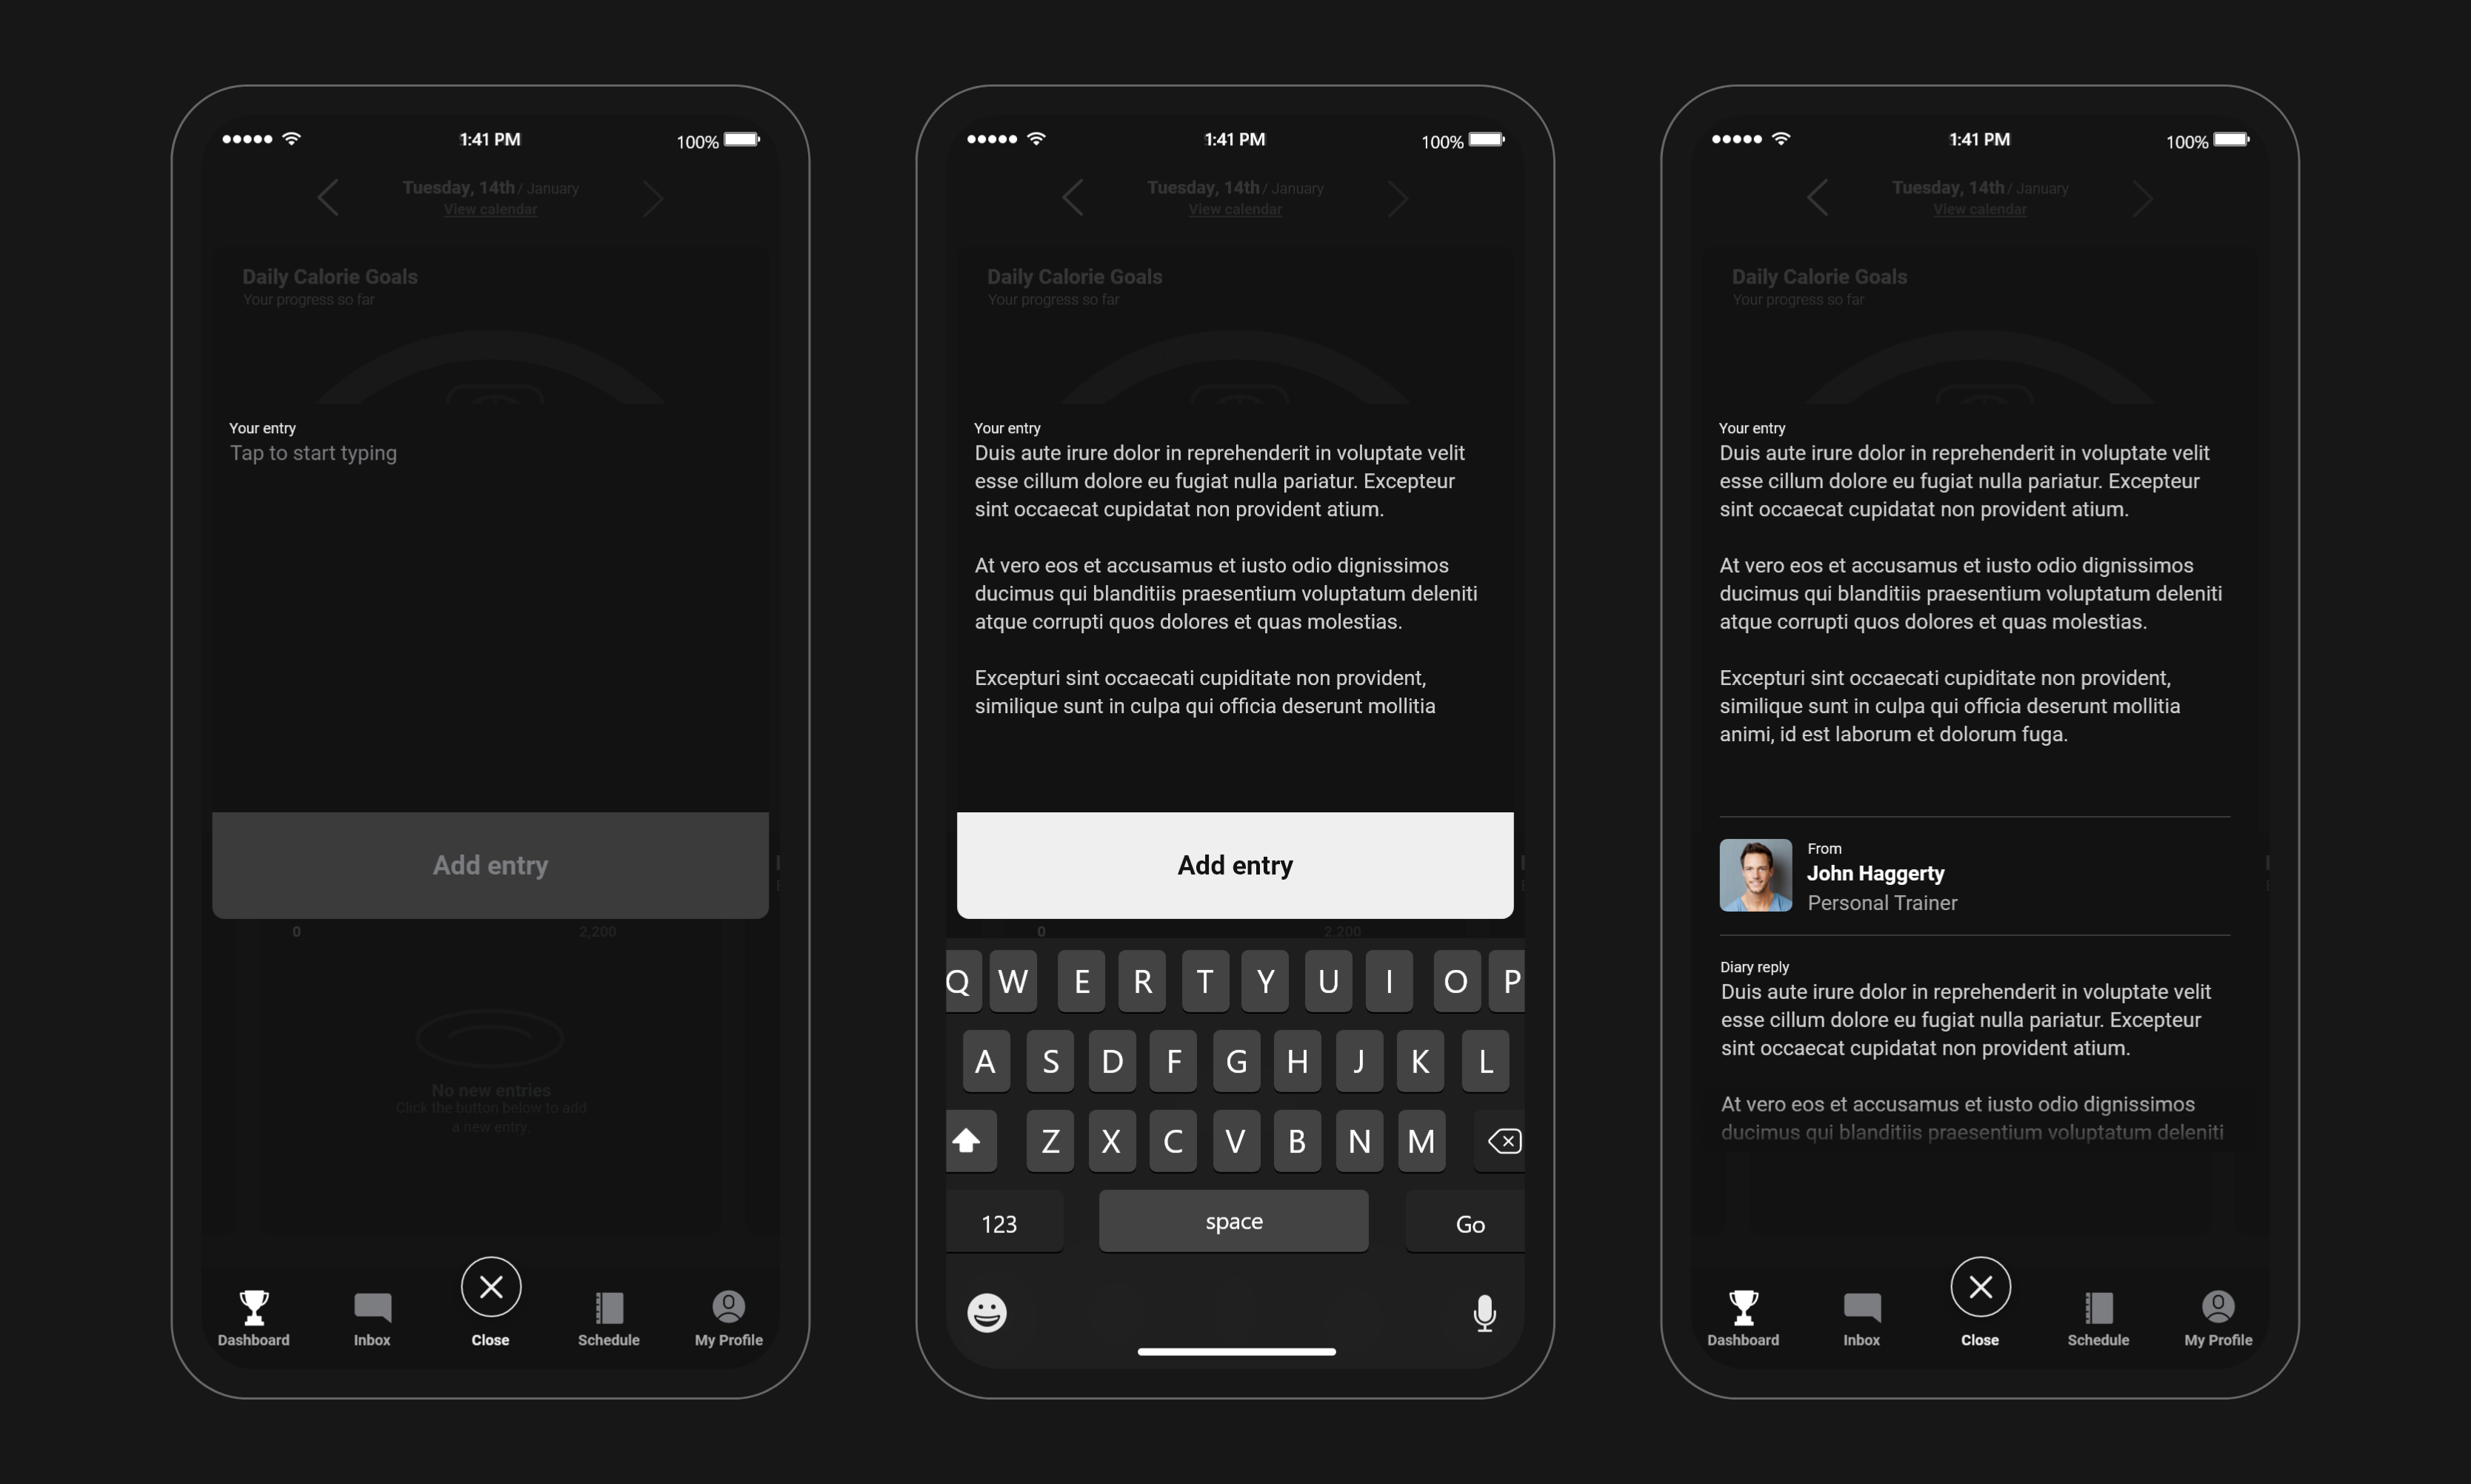 1:41 PM
100%
Tuesday, 14th / January
View calendar
Daily Calorie Goals
Your progress so far
Your entry
Tap to start typing
Add entry
0
2,200
No new entries
Click the button below to add
a new entry.
Dashboard
Inbox
Close
Schedule
My Profile
1:41 PM
100%
Tuesday, 14th / January
View calendar
Daily Calorie Goals
Your progress so far
Your entry
Duis aute irure dolor in reprehenderit in voluptate velit
esse cillum dolore eu fugiat nulla pariatur. Excepteur
sint occaecat cupidatat non provident atium.
At vero eos et accusamus et iusto odio dignissimos
ducimus qui blanditiis praesentium voluptatum deleniti
atque corrupti quos dolores et quas molestias.
Excepturi sint occaecati cupiditate non provident,
similique sunt in culpa qui officia deserunt mollitia
Add entry
0
2,200
Q W E R T Y U I O P
A S D F G H J K L
Z X C V B N M
123 space Go
1:41 PM
100%
Tuesday, 14th / January
View calendar
Daily Calorie Goals
Your progress so far
Your entry
Duis aute irure dolor in reprehenderit in voluptate velit
esse cillum dolore eu fugiat nulla pariatur. Excepteur
sint occaecat cupidatat non provident atium.
At vero eos et accusamus et iusto odio dignissimos
ducimus qui blanditiis praesentium voluptatum deleniti
atque corrupti quos dolores et quas molestias.
Excepturi sint occaecati cupiditate non provident,
similique sunt in culpa qui officia deserunt mollitia
animi, id est laborum et dolorum fuga.
From
John Haggerty
Personal Trainer
Diary reply
Duis aute irure dolor in reprehenderit in voluptate velit
esse cillum dolore eu fugiat nulla pariatur. Excepteur
sint occaecat cupidatat non provident atium.
At vero eos et accusamus et iusto odio dignissimos
ducimus qui blanditiis praesentium voluptatum deleniti
Dashboard
Inbox
Close
Schedule
My Profile